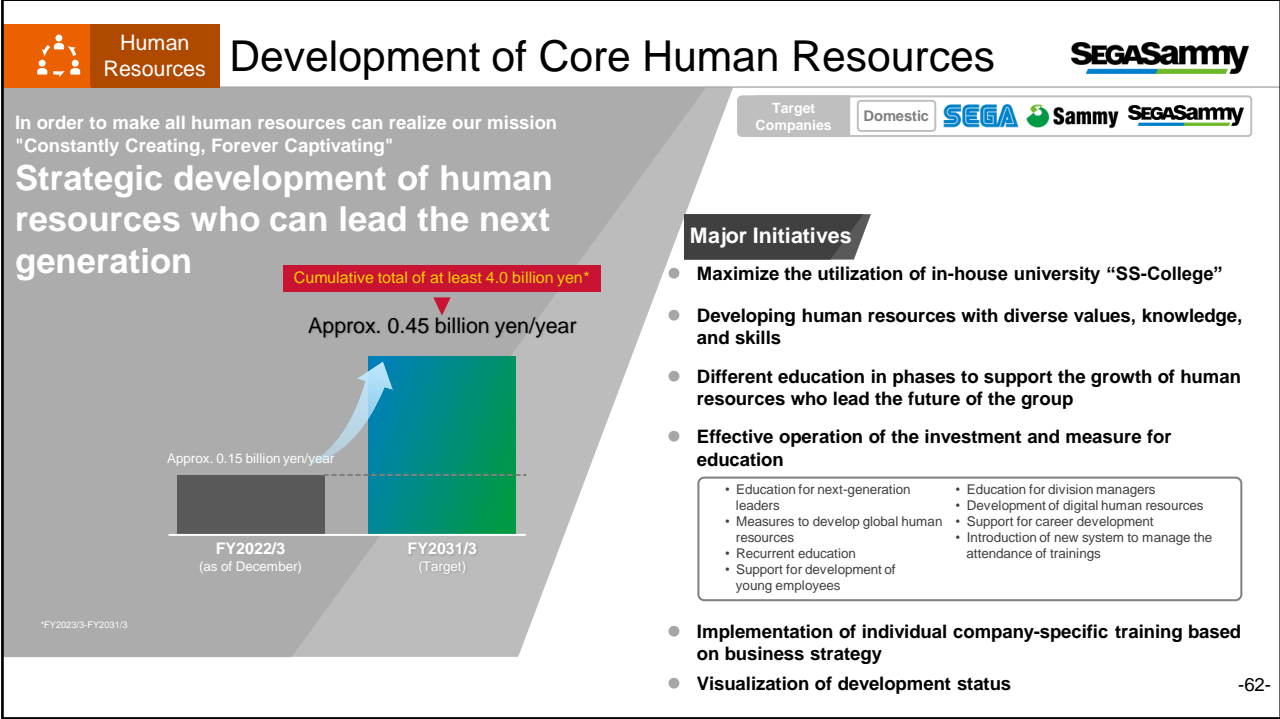 Human
Resources
Development of Core Human Resources
SEGASammy
Target
Companies
Domestic
SEGA
Sammy
SEGASammy
In order to make all human resources can realize our mission
"Constantly Creating, Forever Captivating"
Strategic development of human
resources who can lead the next
generation
Cumulative total of at least 4.0 billion yen*
Approx. 0.45 billion yen/year
Approx. 0.15 billion yen/year
FY2022/3
(as of December)
FY2031/3
(Target)
*FY2023/3-FY2031/3
Major Initiatives
● Maximize the utilization of in-house university “SS-College”
● Developing human resources with diverse values, knowledge,
and skills
● Different education in phases to support the growth of human
resources who lead the future of the group
● Effective operation of the investment and measure for
education
• Education for next-generation
leaders
• Measures to develop global human
resources
• Recurrent education
• Support for development of
young employees
• Education for division managers
• Development of digital human resources
• Support for career development
• Introduction of new system to manage the
attendance of trainings
● Implementation of individual company-specific training based
on business strategy
● Visualization of development status
-62-